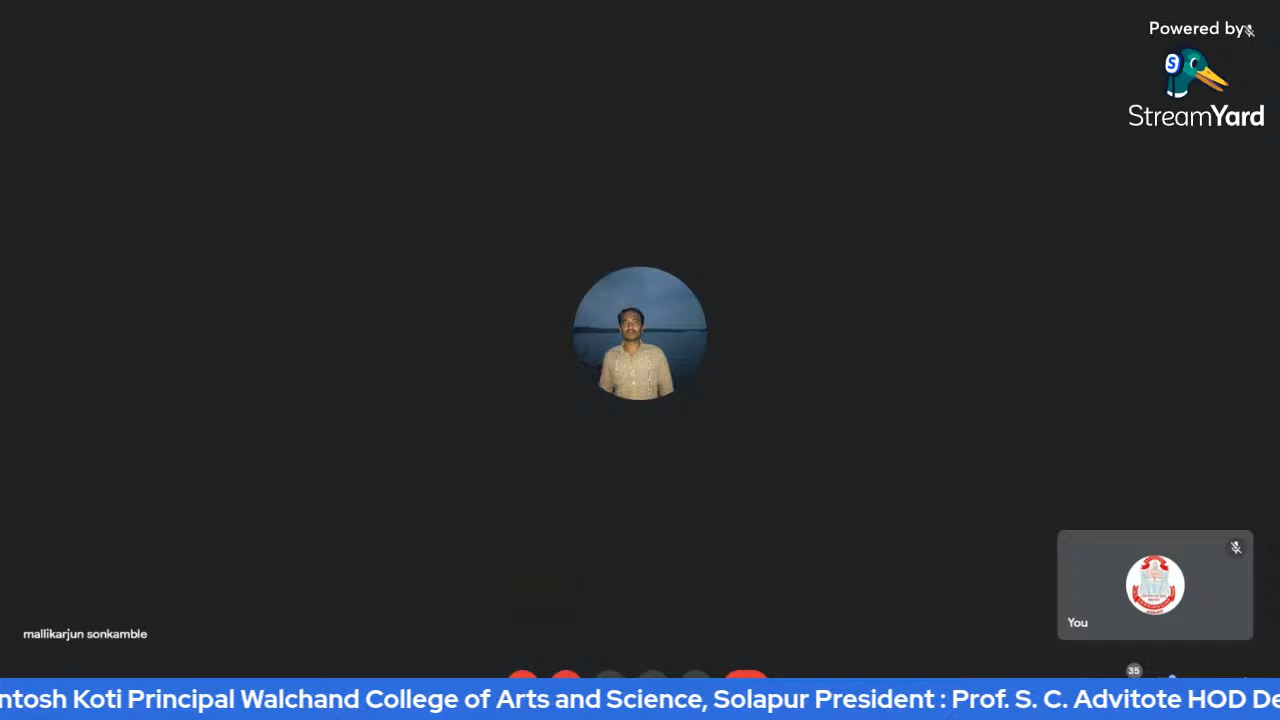 Powered by
StreamYard
S
You
mallikarjun sonkamble
35
ntosh Koti Principal Walchand College of Arts and Science, Solapur President : Prof. S. C. Advitote HOD De